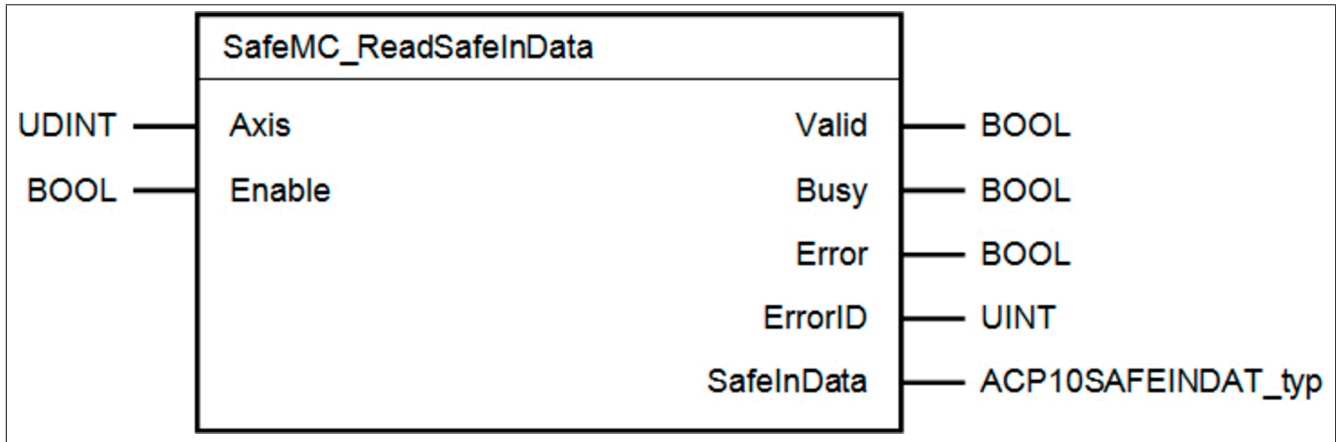 SafeMC_ReadSafeInData
UDINT Axis Valid BOOL
BOOL Enable Busy BOOL
Error BOOL
ErrorID UINT
SafeInData ACP10SAFEINDAT_typ